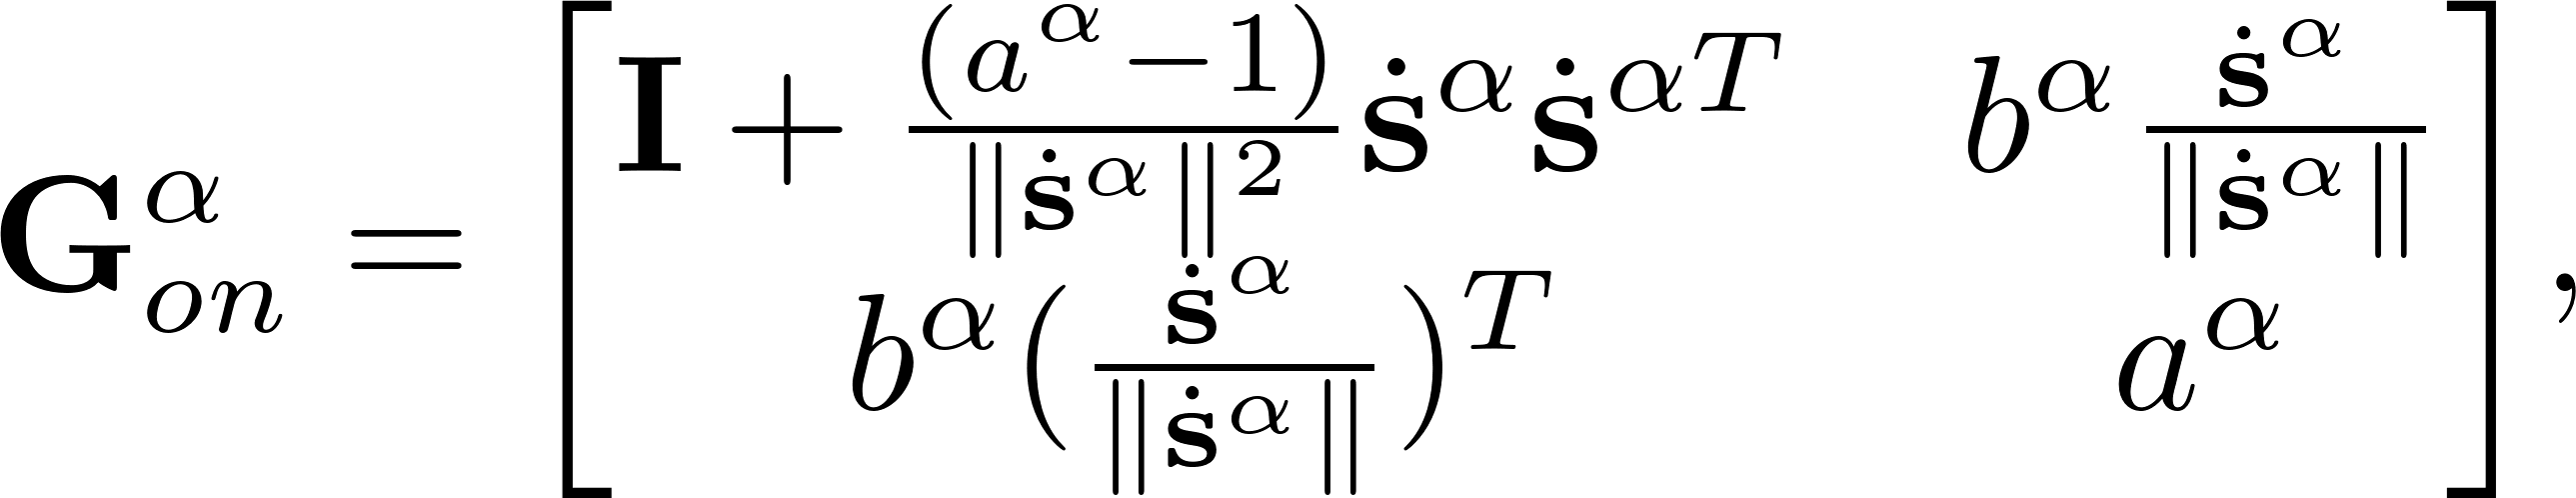 \mathbf{G}_{on}^{\alpha} = \begin{bmatrix} \mathbf{I} + \frac{(a^{\alpha}-1)}{\|\dot{\mathbf{s}}^{\alpha}\|^2} \dot{\mathbf{s}}^{\alpha} \dot{\mathbf{s}}^{\alpha T} & b^{\alpha} \frac{\dot{\mathbf{s}}^{\alpha}}{\|\dot{\mathbf{s}}^{\alpha}\|} \\ b^{\alpha} (\frac{\dot{\mathbf{s}}^{\alpha}}{\|\dot{\mathbf{s}}^{\alpha}\|})^T & a^{\alpha} \end{bmatrix},